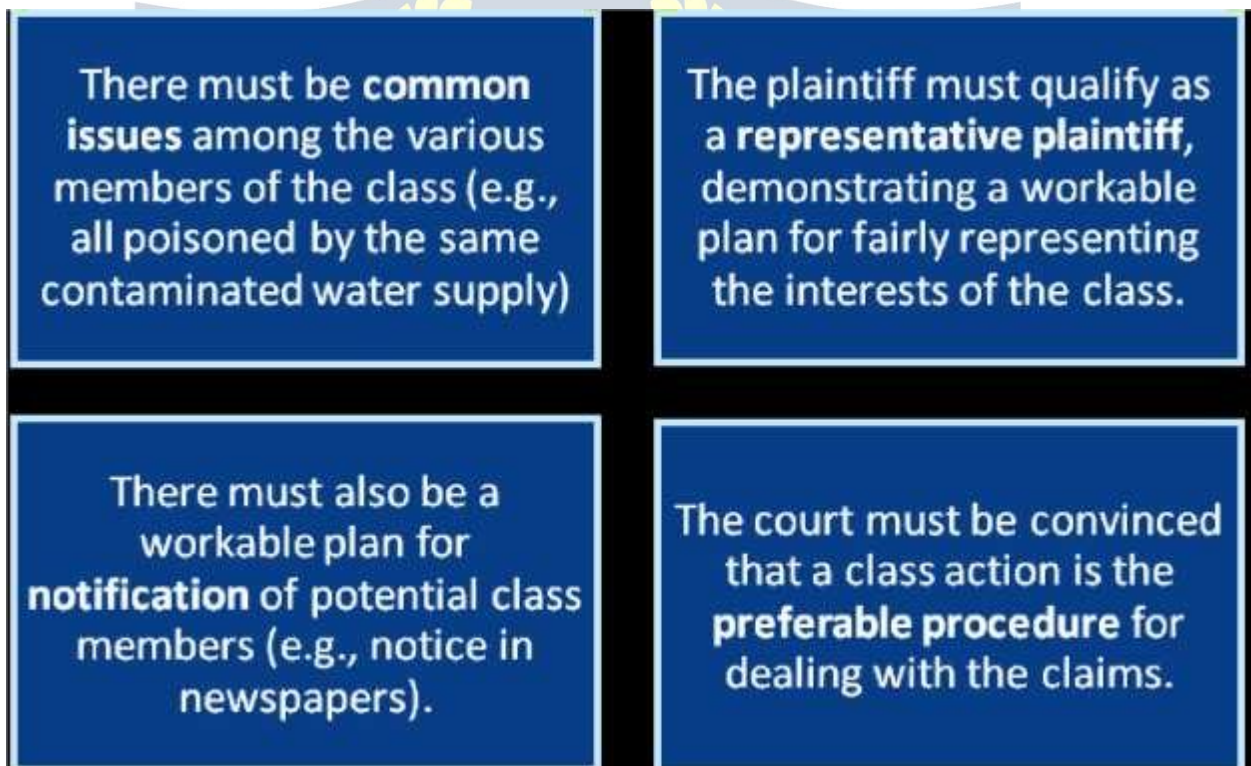 There must be common
issues among the various
members of the class (e.g.,
all poisoned by the same
contaminated water supply)
The plaintiff must qualify as
a representative plaintiff,
demonstrating a workable
plan for fairly representing
the interests of the class.
There must also be a
workable plan for
notification of potential class
members (e.g., notice in
newspapers).
The court must be convinced
that a class action is the
preferable procedure for
dealing with the claims.